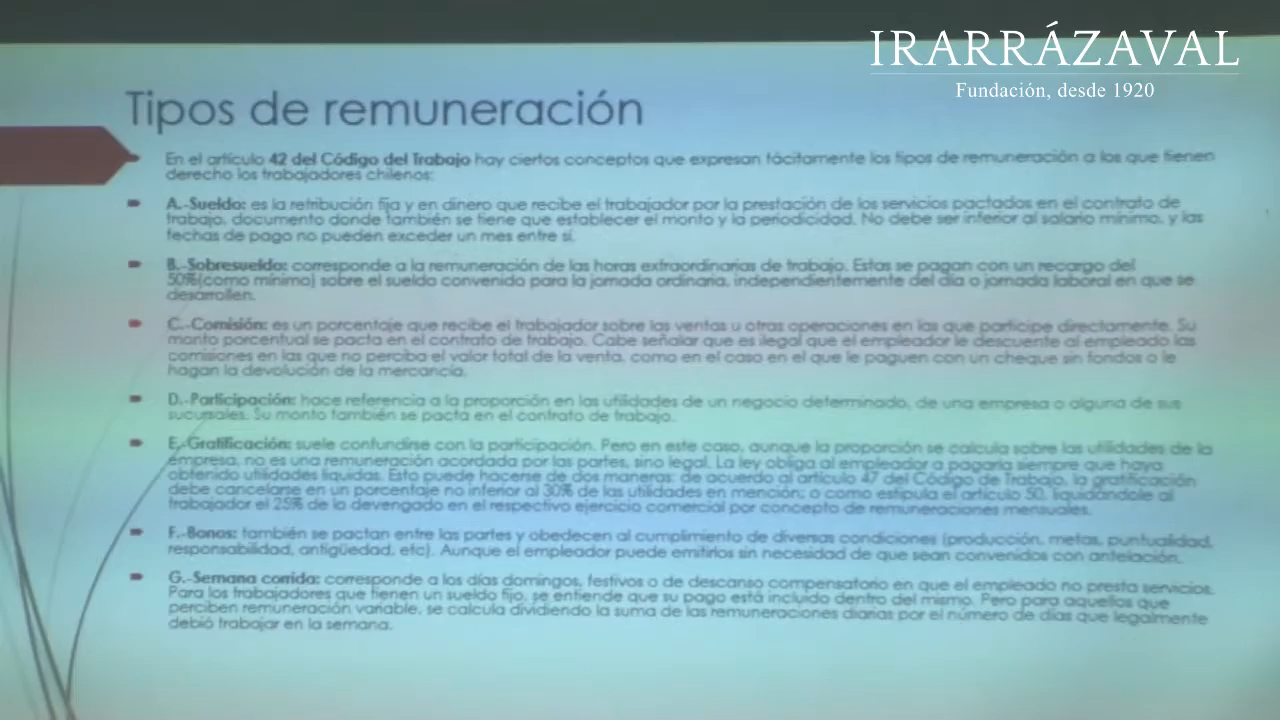 IRARRÁZAVAL
Fundación, desde 1920
Tipos de remuneración
En el artículo 42 del Código del Trabajo hay ciertos conceptos que expresan tácitamente los tipos de remuneración a los que tienen
derecho los trabajadores chilenos:
A.-Sueldo: es la retribución fija y en dinero que recibe el trabajador por la prestación de los servicios pactados en el contrato de
trabajo, documento donde también se tiene que establecer el monto y la periodicidad. No debe ser inferior al salario mínimo, y las
fechas de pago no pueden exceder un mes entre sí.
B.-Sobresueldo: corresponde a la remuneración de las horas extraordinarias de trabajo. Estas se pagan con un recargo del
50%(como mínimo) sobre el sueldo convenido para la jornada ordinaria, independientemente del día o jornada laboral en que se
desarrollen.
C.-Comisión: es un porcentaje que recibe el trabajador sobre las ventas u otras operaciones en las que participe directamente. Su
monto porcentual se pacta en el contrato de trabajo. Cabe señalar que es ilegal que el empleador le descuente al empleado las
comisiones en las que no perciba el valor total de la venta, como en el caso en el que le paguen con un cheque sin fondos o le
hagan la devolución de la mercancía.
D.-Participación: hace referencia a la proporción en las utilidades de un negocio determinado, de una empresa o alguna de sus
sucursales. Su monto también se pacta en el contrato de trabajo.
E.-Gratificación: suele confundirse con la participación. Pero en este caso, aunque la proporción se calcula sobre las utilidades de la
empresa, no es una remuneración acordada por las partes, sino legal. La ley obliga al empleador a pagarla siempre que haya
obtenido utilidades líquidas. Esto puede hacerse de dos maneras: de acuerdo al artículo 47 del Código de Trabajo, la gratificación
debe cancelarse en un porcentaje no inferior al 30% de las utilidades en mención; o como estipula el artículo 50, liquidándole al
trabajador el 25% de lo devengado en el respectivo ejercicio comercial por concepto de remuneraciones mensuales.
F.-Bonos: también se pactan entre las partes y obedecen al cumplimiento de diversas condiciones (producción, metas, puntualidad,
responsabilidad, antigüedad, etc). Aunque el empleador puede emitirlos sin necesidad de que sean convenidos con antelación.
G.-Semana corrida: corresponde a los días domingos, festivos o de descanso compensatorio en que el empleado no presta servicios.
Para los trabajadores que tienen un sueldo fijo, se entiende que su pago está incluido dentro del mismo. Pero para aquellos que
perciben remuneración variable, se calcula dividiendo la suma de las remuneraciones diarias por el número de días que legalmente
debió trabajar en la semana.